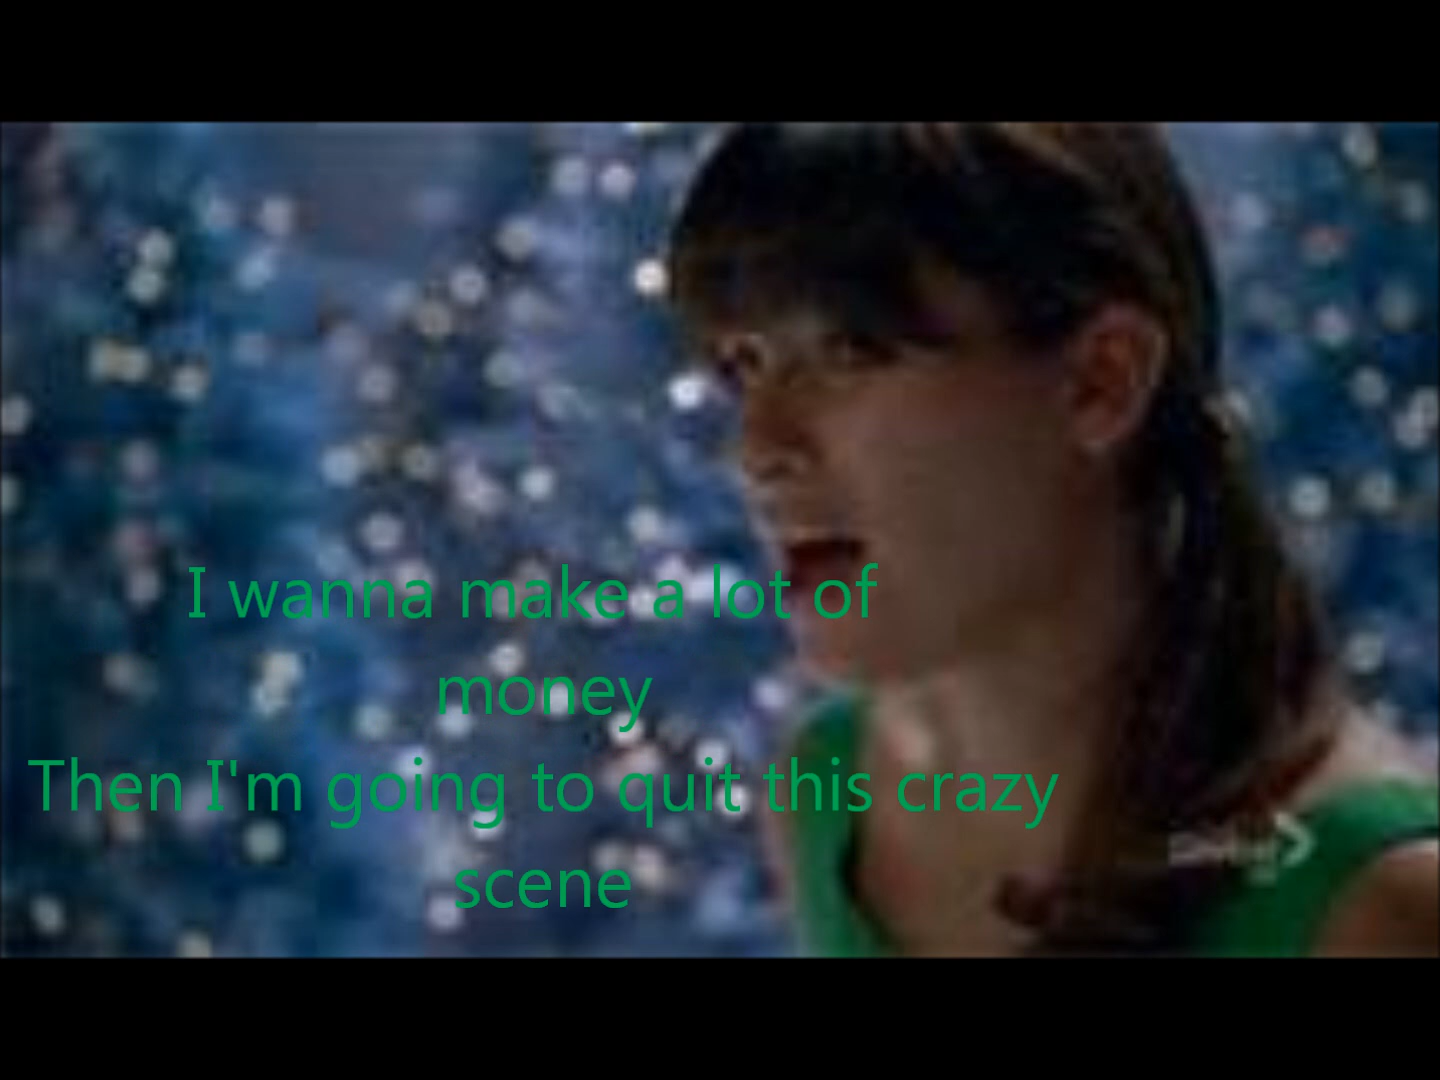 I wanna make a lot of
money
Then I'm going to quit this crazy
scene